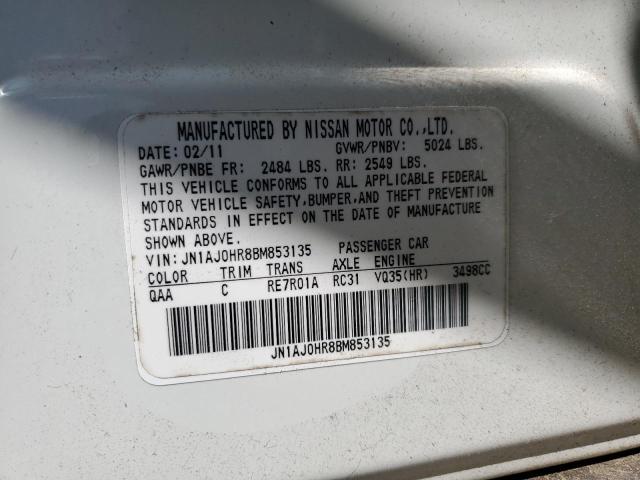 MANUFACTURED BY NISSAN MOTOR CO.,LTD.
DATE: 02/11 GVWR/PNBV: 5024 LBS.
GAWR/PNBE FR: 2484 LBS. RR: 2549 LBS.
THIS VEHICLE CONFORMS TO ALL APPLICABLE FEDERAL
MOTOR VEHICLE SAFETY,BUMPER,AND THEFT PREVENTION
STANDARDS IN EFFECT ON THE DATE OF MANUFACTURE
SHOWN ABOVE.
VIN: JN1AJ0HR8BM853135 PASSENGER CAR
COLOR TRIM TRANS AXLE ENGINE
QAA C RE7R01A RC31 VQ35(HR) 3498CC
JN1AJ0HR8BM853135